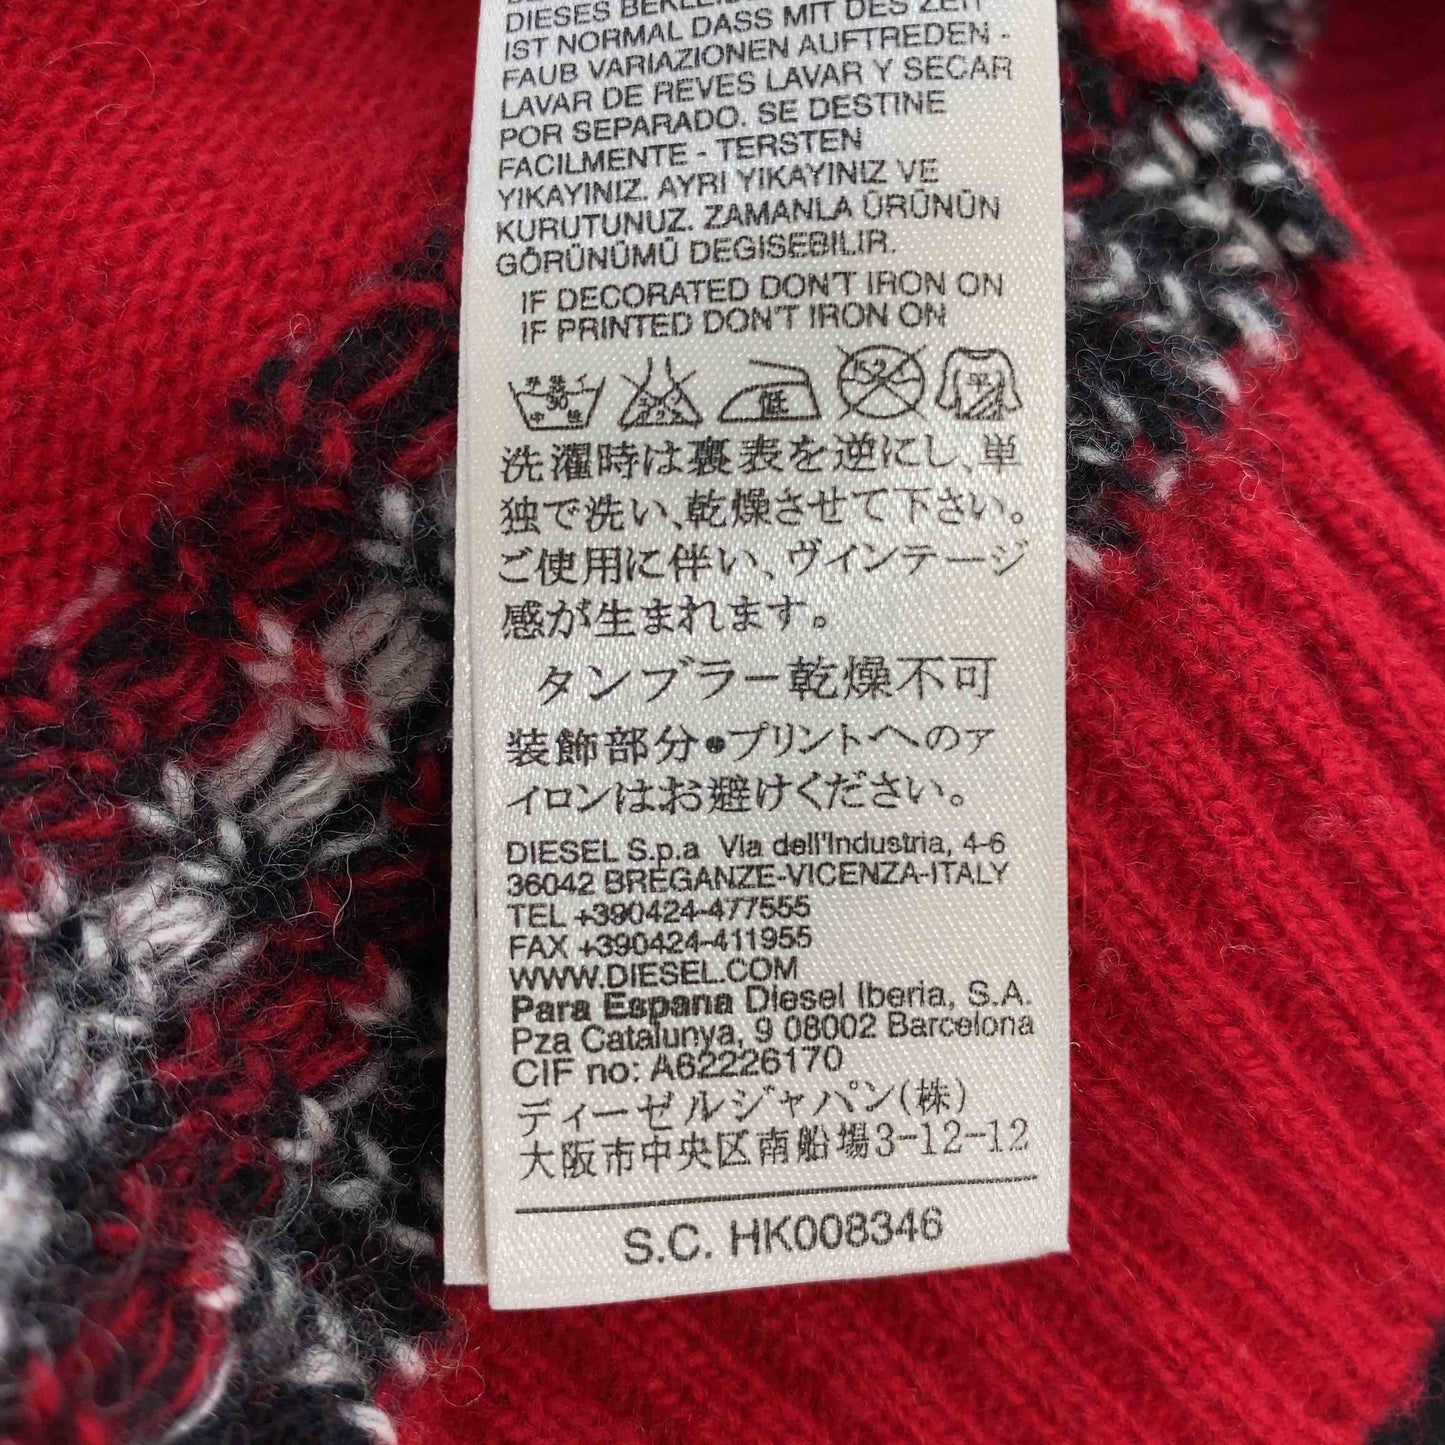 DIESES BEKLEI
IST NORMAL DASS MIT DES ZEIT
FAUB VARIAZIONEN AUFTREDEN -
LAVAR DE REVES LAVAR Y SECAR
POR SEPARADO. SE DESTINE
FACILMENTE - TERSTEN
YIKAYINIZ. AYRI YIKAYINIZ VE
KURUTUNUZ. ZAMANLA ÜRÜNÜN
GÖRÜNÜMÜ DEGISEBILIR.
IF DECORATED DON'T IRON ON
IF PRINTED DON'T IRON ON
30 中性 低 平
洗濯時は裏表を逆にし、単
独で洗い、乾燥させて下さい。
ご使用に伴い、ヴインテージ
感が生まれます。
タンブラー乾燥不可
装飾部分・プリントへのァ
イロンはお避けください。
DIESEL S.p.a Via dell'Industria, 4-6
36042 BREGANZE-VICENZA-ITALY
TEL +390424-477555
FAX +390424-411955
WWW.DIESEL.COM
Para Espana Diesel Iberia, S.A.
Pza Catalunya, 9 08002 Barcelona
CIF no: A62226170
ディーゼルジャパン(株)
大阪市中央区南船場3-12-12
S.C. HK008346